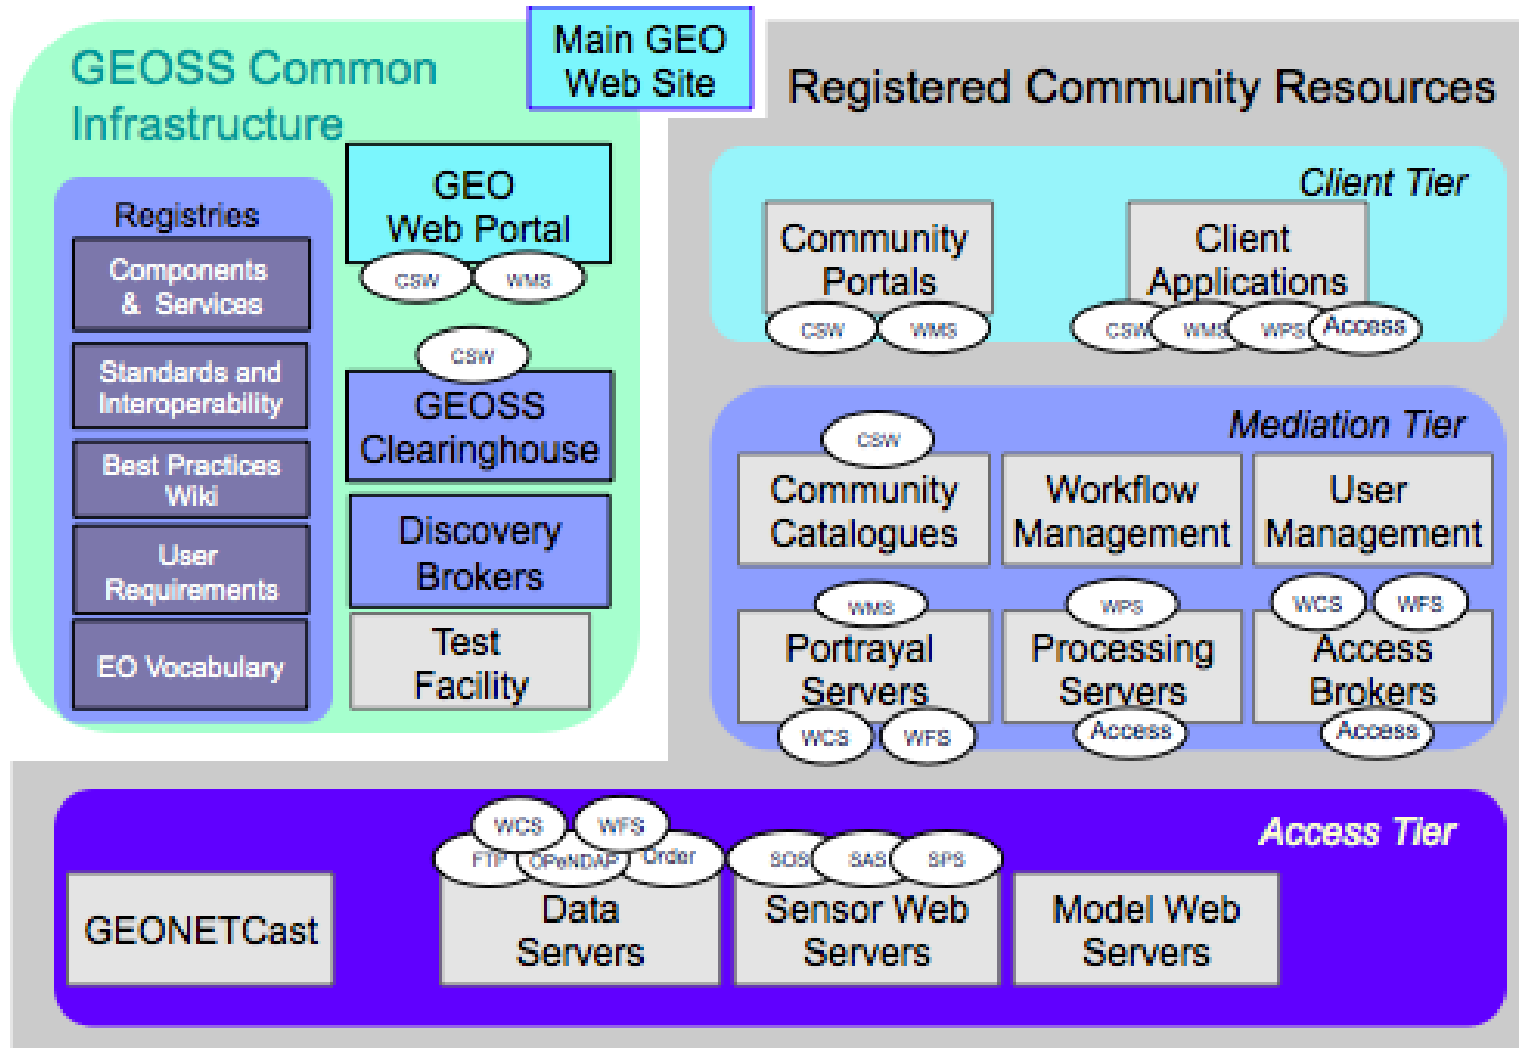 Main GEO
Web Site
GEOSS Common
Infrastructure
Registries
Components
& Services
Standards and
Interoperability
Best Practices
Wiki
User
Requirements
EO Vocabulary
GEO
Web Portal
CSW
WMS
CSW
GEOSS
Clearinghouse
Discovery
Brokers
Test
Facility
Registered Community Resources
Client Tier
Community
Portals
CSW
WMS
Client
Applications
CSW
WMS
WPS
Access
Mediation Tier
CSW
Community
Catalogues
Workflow
Management
User
Management
WMS
Portrayal
Servers
WCS
WFS
WPS
Processing
Servers
Access
WCS
WFS
Access
Brokers
Access
Access Tier
GEONETCast
WCS
WFS
FTP
OPeNDAP
Order
Data
Servers
SOS
SAS
SPS
Sensor Web
Servers
Model Web
Servers